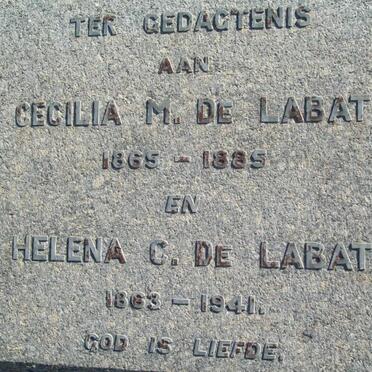 TER GEDACTENIS
AAN
CECILIA M. DE LABAT
1865 - 1885
EN
HELENA C. DE LABAT
1863 - 1941.
GOD IS LIEFDE.